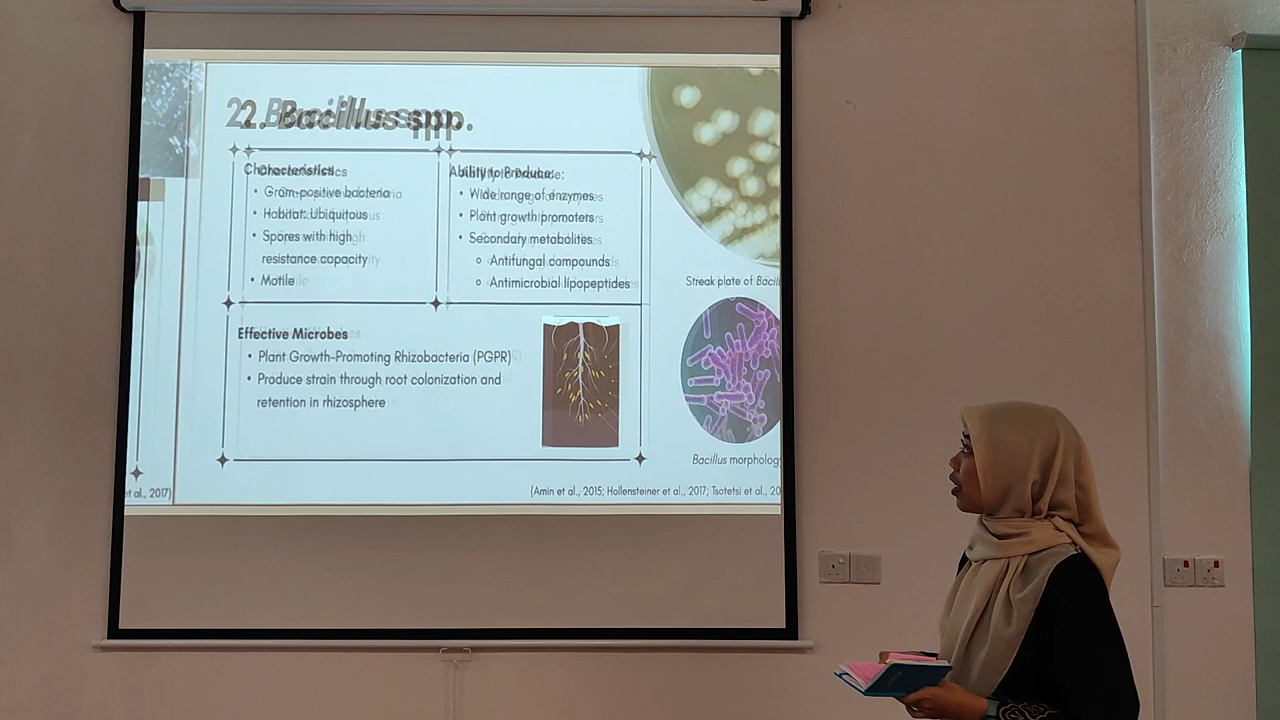 2. Bacillus spp.
Characteristics
• Gram-positive bacteria
• Habitat: Ubiquitous
• Spores with high
resistance capacity
• Motile
Ability to Produce:
• Wide range of enzymes
• Plant growth promoters
• Secondary metabolites
o Antifungal compounds
o Antimicrobial lipopeptides
Effective Microbes
• Plant Growth-Promoting Rhizobacteria (PGPR)
• Produce strain through root colonization and
retention in rhizosphere
Streak plate of Bacil
Bacillus morphology
et al., 2017)
(Amin et al., 2015; Hollensteiner et al., 2017; Tsotetsi et al., 20